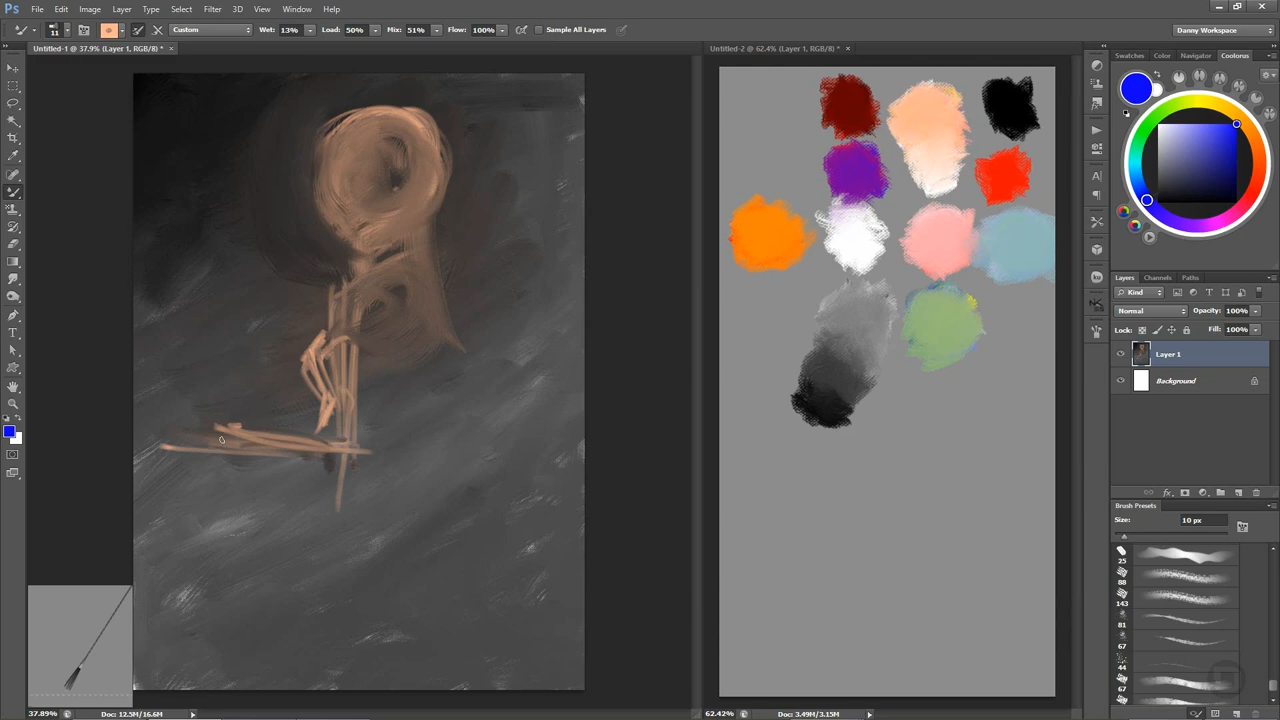 Ps File Edit Image Layer Type Select Filter 3D View Window Help
11 Custom Wet: 13% Load: 50% Mix: 51% Flow: 100% Sample All Layers Danny Workspace
Untitled-1 @ 37.9% (Layer 1, RGB/8) * × Untitled-2 @ 62.4% (Layer 1, RGB/8) * ×
Swatches Color Navigator Coolorus
Layers Channels Paths
Kind
Normal Opacity: 100%
Lock: Fill: 100%
Layer 1
Background
Brush Presets
Size: 10 px
25
88
143
81
67
44
67
37.89% Doc: 12.5M/16.6M 62.42% Doc: 3.49M/3.15M